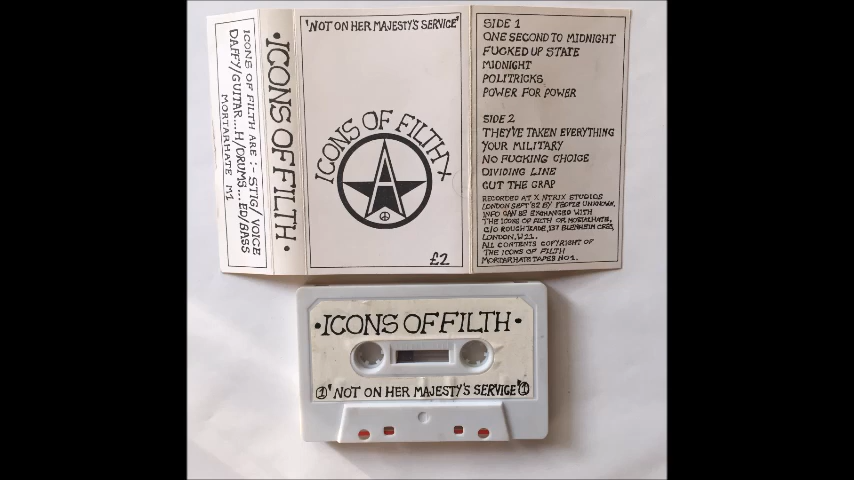 ICONS OF FILTH ARE :- STIG/VOICE
DAFFY/GUITAR...H/DRUMS...ED/BASS
MORTARHATE M1
·ICONS OF FILTH·
'NOT ON HER MAJESTY'S SERVICE'
ICONS OF FILTH
£2
SIDE 1
ONE SECOND TO MIDNIGHT
FUCKED UP STATE
MIDNIGHT
POLITRICKS
POWER FOR POWER
SIDE 2
THEY'VE TAKEN EVERYTHING
YOUR MILITARY
NO FUCKING CHOICE
DIVIDING LINE
CUT THE CRAP
RECORDED AT X NTRIX STUDIOS
LONDON SEPT '82 BY PEOPLE UNKNOWN.
INFO CAN BE EXCHANGED WITH
THE ICONS OF FILTH OR MORTARHATE,
C/O ROUGH TRADE, 137 BLENHEIM CRES,
LONDON. W11.
ALL CONTENTS COPYRIGHT OF
THE ICONS OF FILTH
MORTARHATE TAPES NO1.
·ICONS OF FILTH·
1 'NOT ON HER MAJESTY'S SERVICE' 1